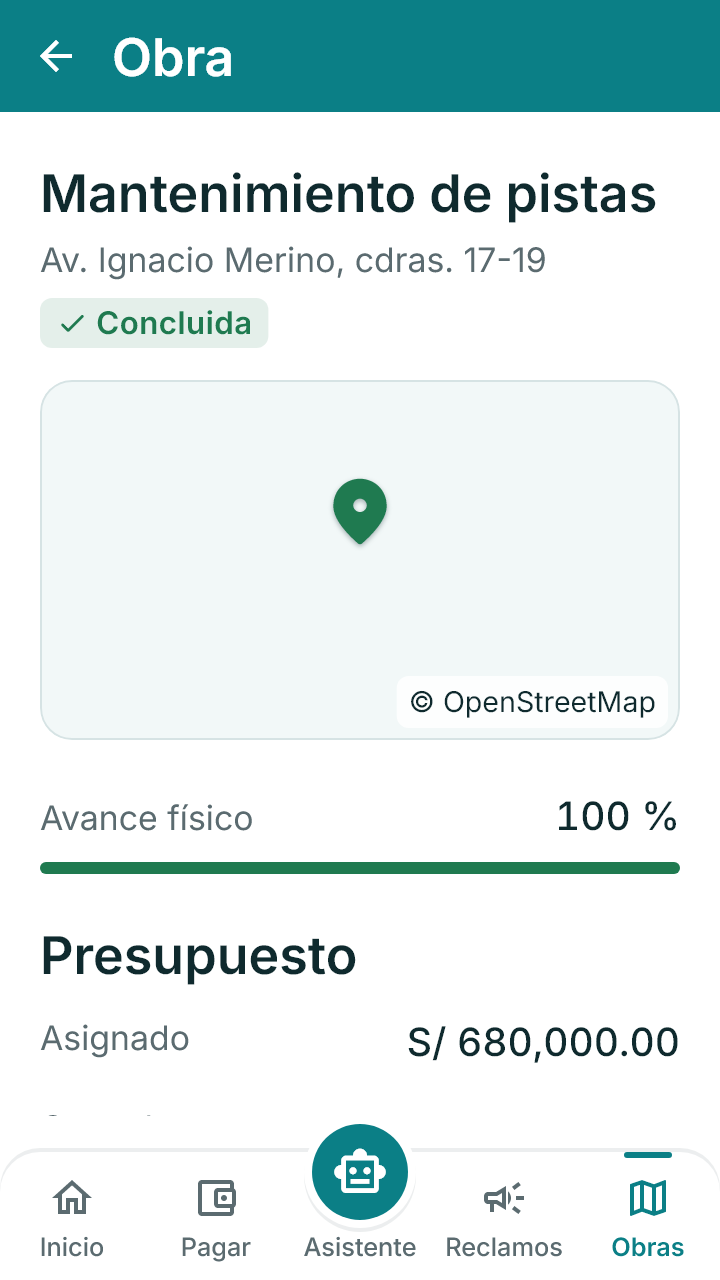 Obra
Mantenimiento de pistas
Av. Ignacio Merino, cdras. 17-19
Concluida
© OpenStreetMap
Avance físico 100 %
Presupuesto
Asignado S/ 680,000.00
Inicio Pagar Asistente Reclamos Obras